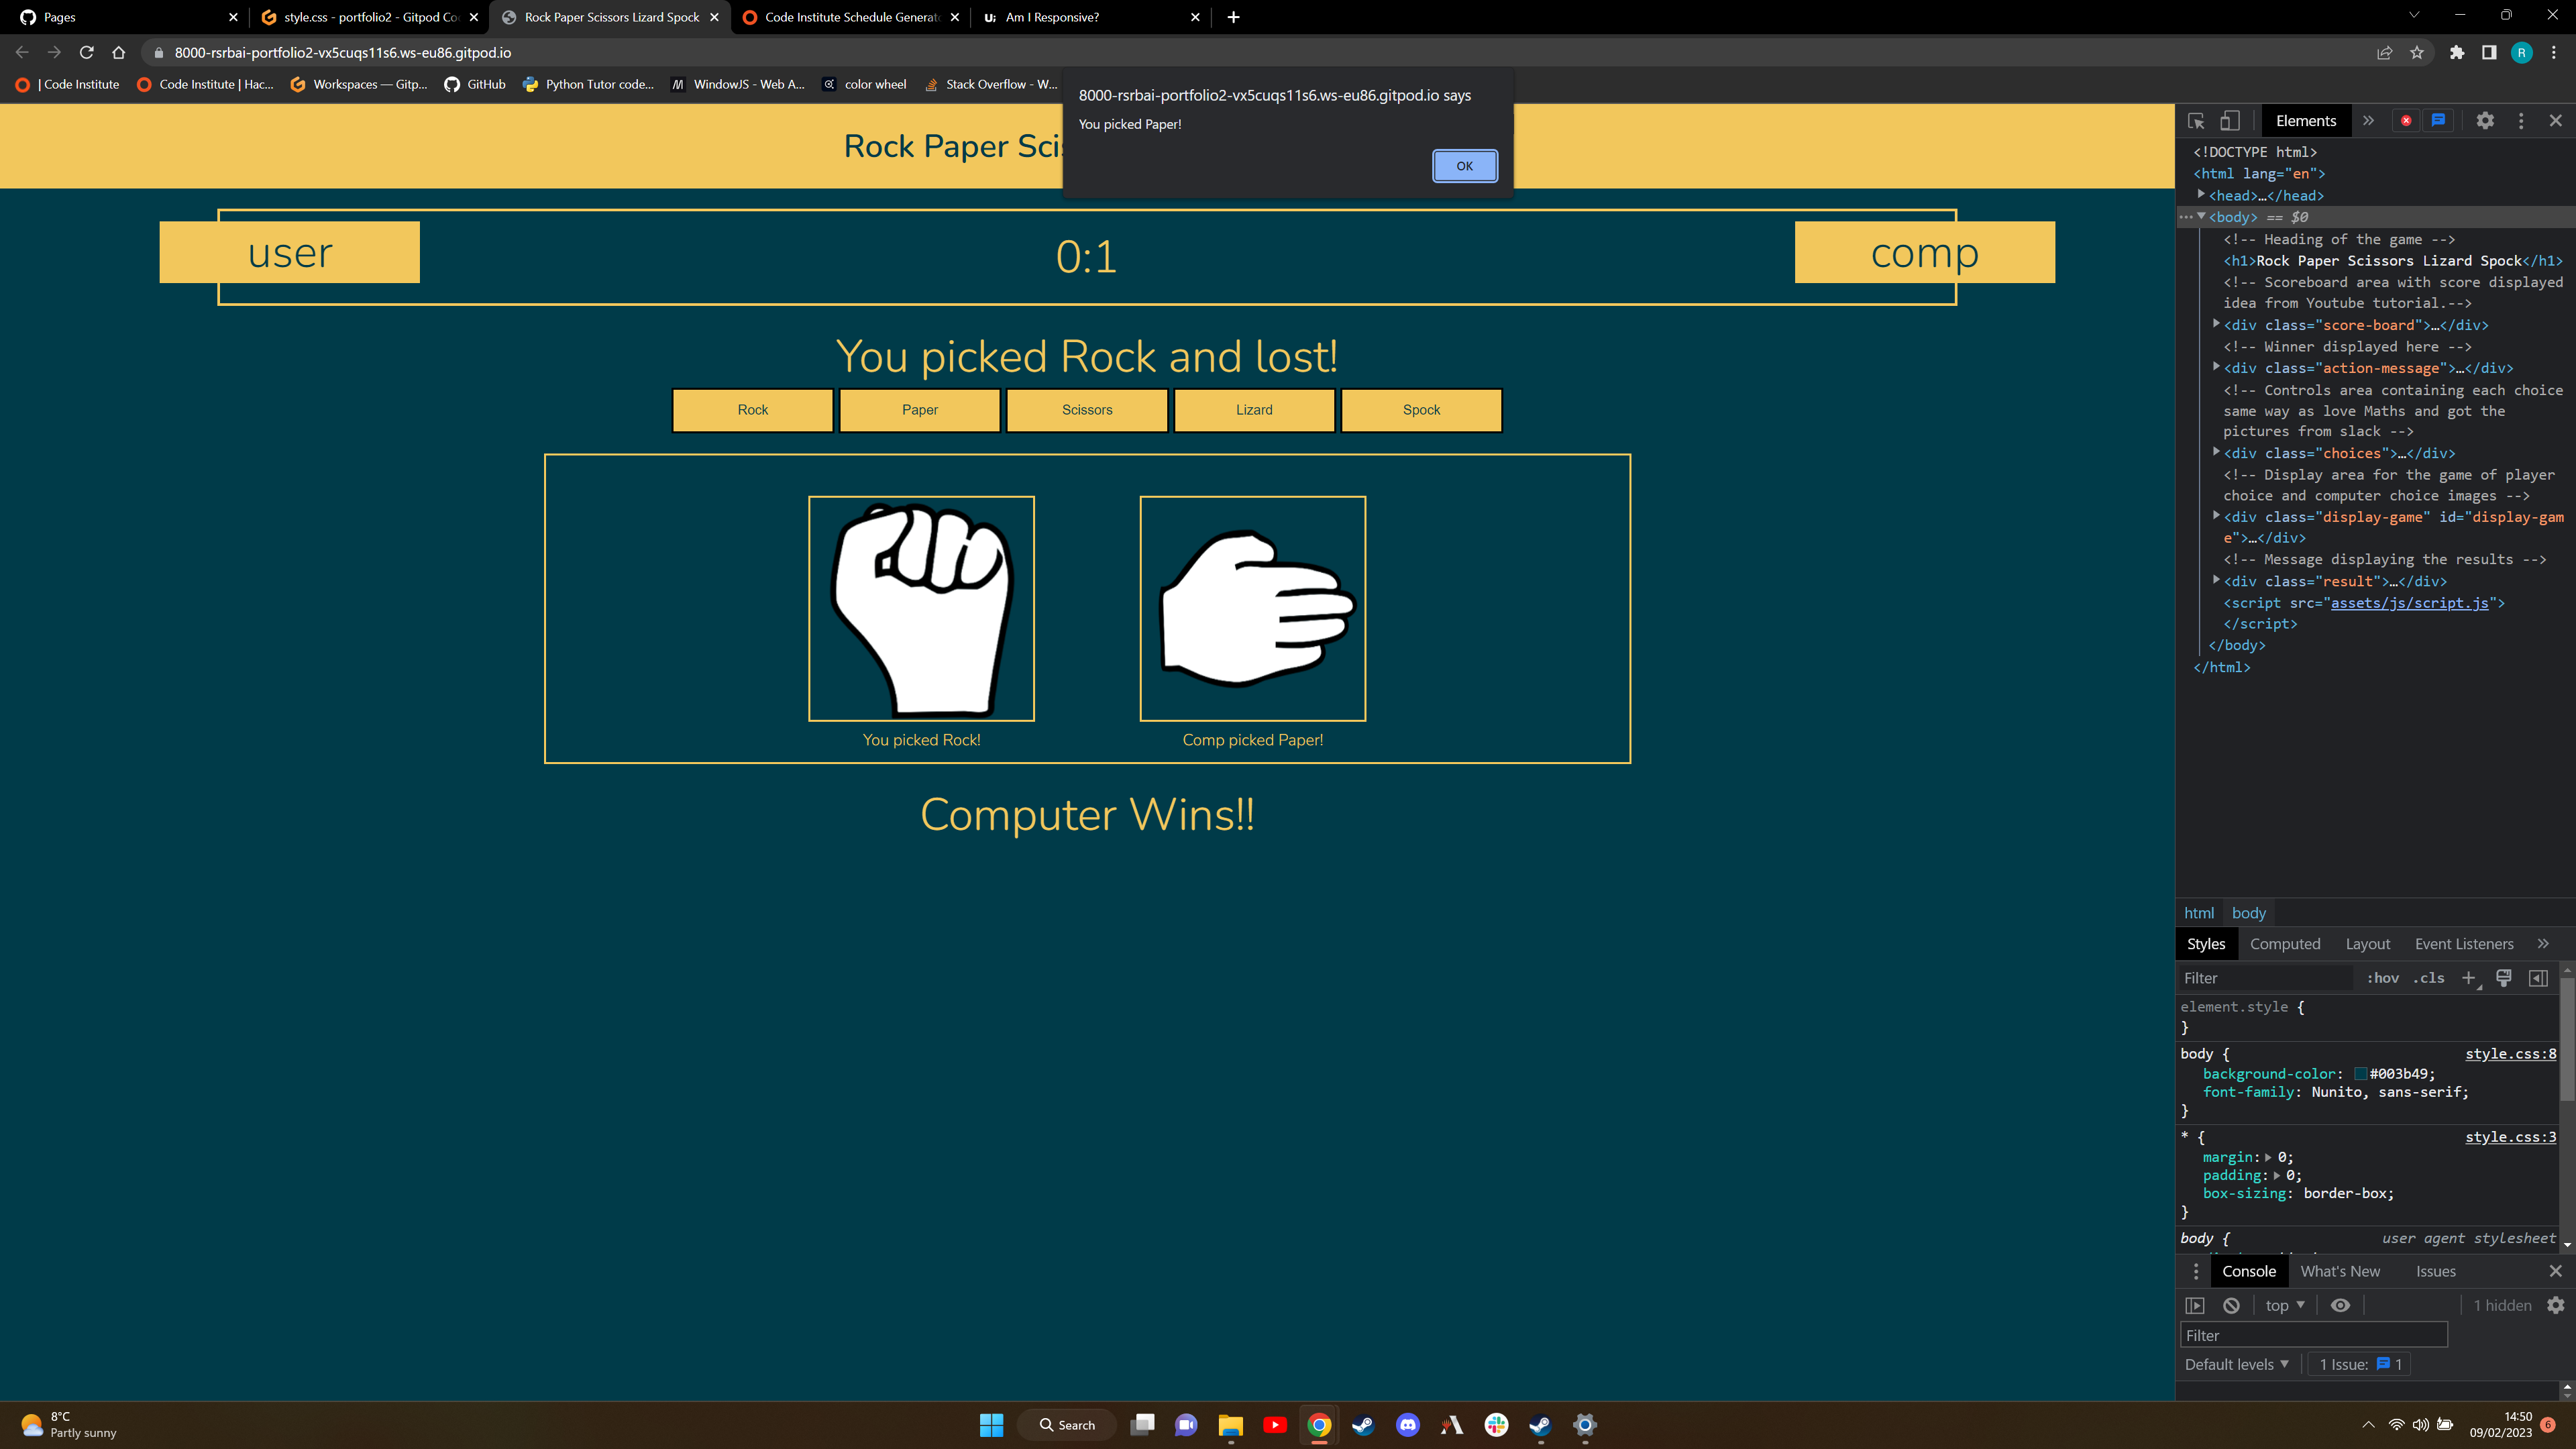 Pages
style.css - portfolio2 - Gitpod Co
Rock Paper Scissors Lizard Spock
Code Institute Schedule Generato
Am I Responsive?
8000-rsrbai-portfolio2-vx5cuqs11s6.ws-eu86.gitpod.io
R
| Code Institute
Code Institute | Hac...
Workspaces — Gitp...
GitHub
Python Tutor code...
WindowJS - Web A...
color wheel
Stack Overflow - W...
8000-rsrbai-portfolio2-vx5cuqs11s6.ws-eu86.gitpod.io says
You picked Paper!
OK
Rock Paper Scis
user
0:1
comp
You picked Rock and lost!
Rock
Paper
Scissors
Lizard
Spock
You picked Rock!
Comp picked Paper!
Computer Wins!!
Elements
<!DOCTYPE html>
<html lang="en">
<head>…</head>
<body> == $0
<!-- Heading of the game -->
<h1>Rock Paper Scissors Lizard Spock</h1>
<!-- Scoreboard area with score displayed
idea from Youtube tutorial.-->
<div class="score-board">…</div>
<!-- Winner displayed here -->
<div class="action-message">…</div>
<!-- Controls area containing each choice
same way as love Maths and got the
pictures from slack -->
<div class="choices">…</div>
<!-- Display area for the game of player
choice and computer choice images -->
<div class="display-game" id="display-gam
e">…</div>
<!-- Message displaying the results -->
<div class="result">…</div>
<script src="assets/js/script.js">
</script>
</body>
</html>
html body
Styles Computed Layout Event Listeners
Filter
:hov .cls
element.style {
}
body { style.css:8
background-color: #003b49;
font-family: Nunito, sans-serif;
}
* { style.css:3
margin: 0;
padding: 0;
box-sizing: border-box;
}
body { user agent stylesheet
Console What's New Issues
top 1 hidden
Filter
Default levels 1 Issue: 1
8°C
Partly sunny
Search
14:50
09/02/2023
6